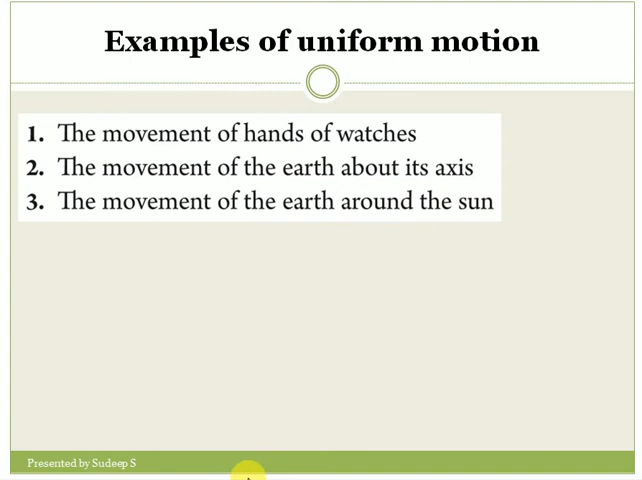 Examples of uniform motion
1. The movement of hands of watches
2. The movement of the earth about its axis
3. The movement of the earth around the sun
Presented by Sudeep S